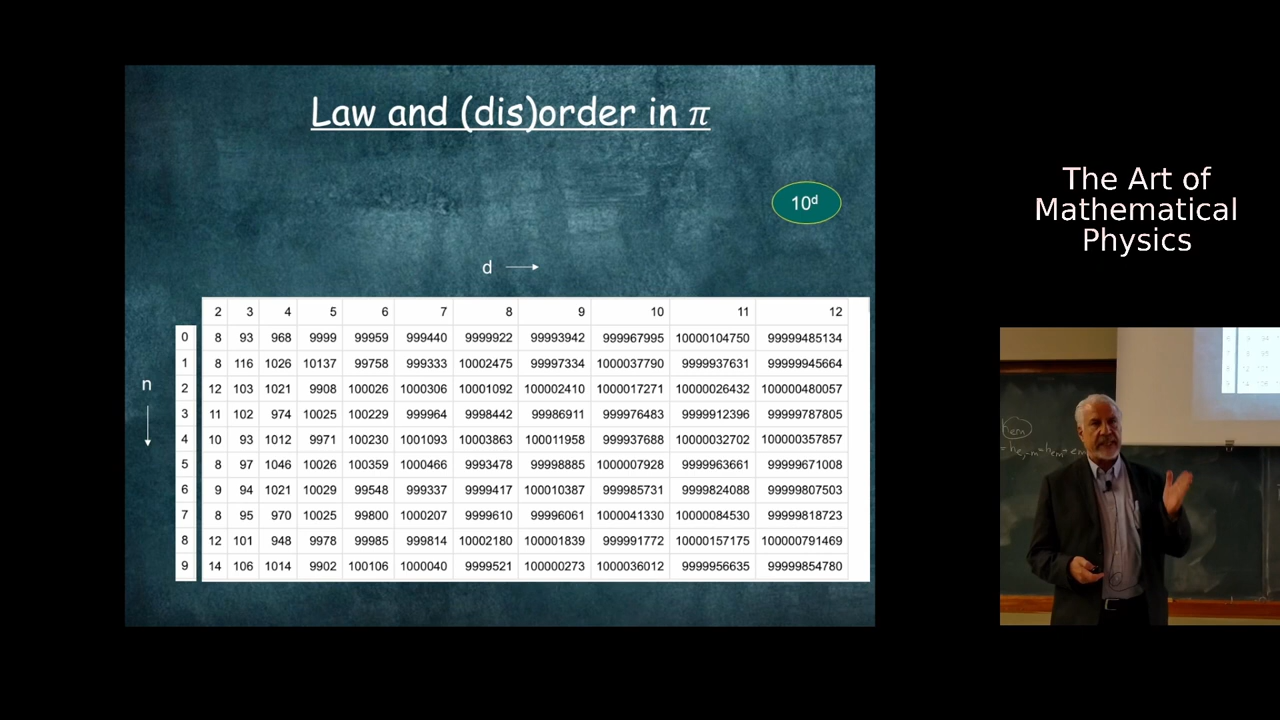 Law and (dis)order in π
10ᵈ
d
2 3 4 5 6 7 8 9 10 11 12
0 8 93 968 9999 99959 999440 9999922 99993942 999967995 10000104750 99999485134
1 8 116 1026 10137 99758 999333 10002475 99997334 1000037790 9999937631 99999945664
n
2 12 103 1021 9908 100026 1000306 10001092 100002410 1000017271 10000026432 100000480057
3 11 102 974 10025 100229 999964 9998442 99986911 999976483 9999912396 99999787805
4 10 93 1012 9971 100230 1001093 10003863 100011958 999937688 10000032702 100000357857
5 8 97 1046 10026 100359 1000466 9993478 99998885 1000007928 9999963661 99999671008
6 9 94 1021 10029 99548 999337 9999417 100010387 999985731 9999824088 99999807503
7 8 95 970 10025 99800 1000207 9999610 99996061 1000041330 10000084530 99999818723
8 12 101 948 9978 99985 999814 10002180 100001839 999991772 10000157175 100000791469
9 14 106 1014 9902 100106 1000040 9999521 100000273 1000036012 9999956635 99999854780
The Art of
Mathematical
Physics